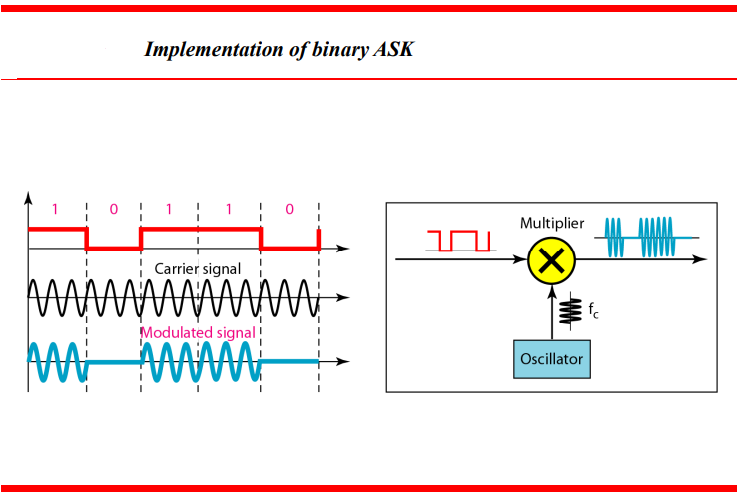 Implementation of binary ASK
1 0 1 1 0
Carrier signal
Modulated signal
Multiplier
fc
Oscillator